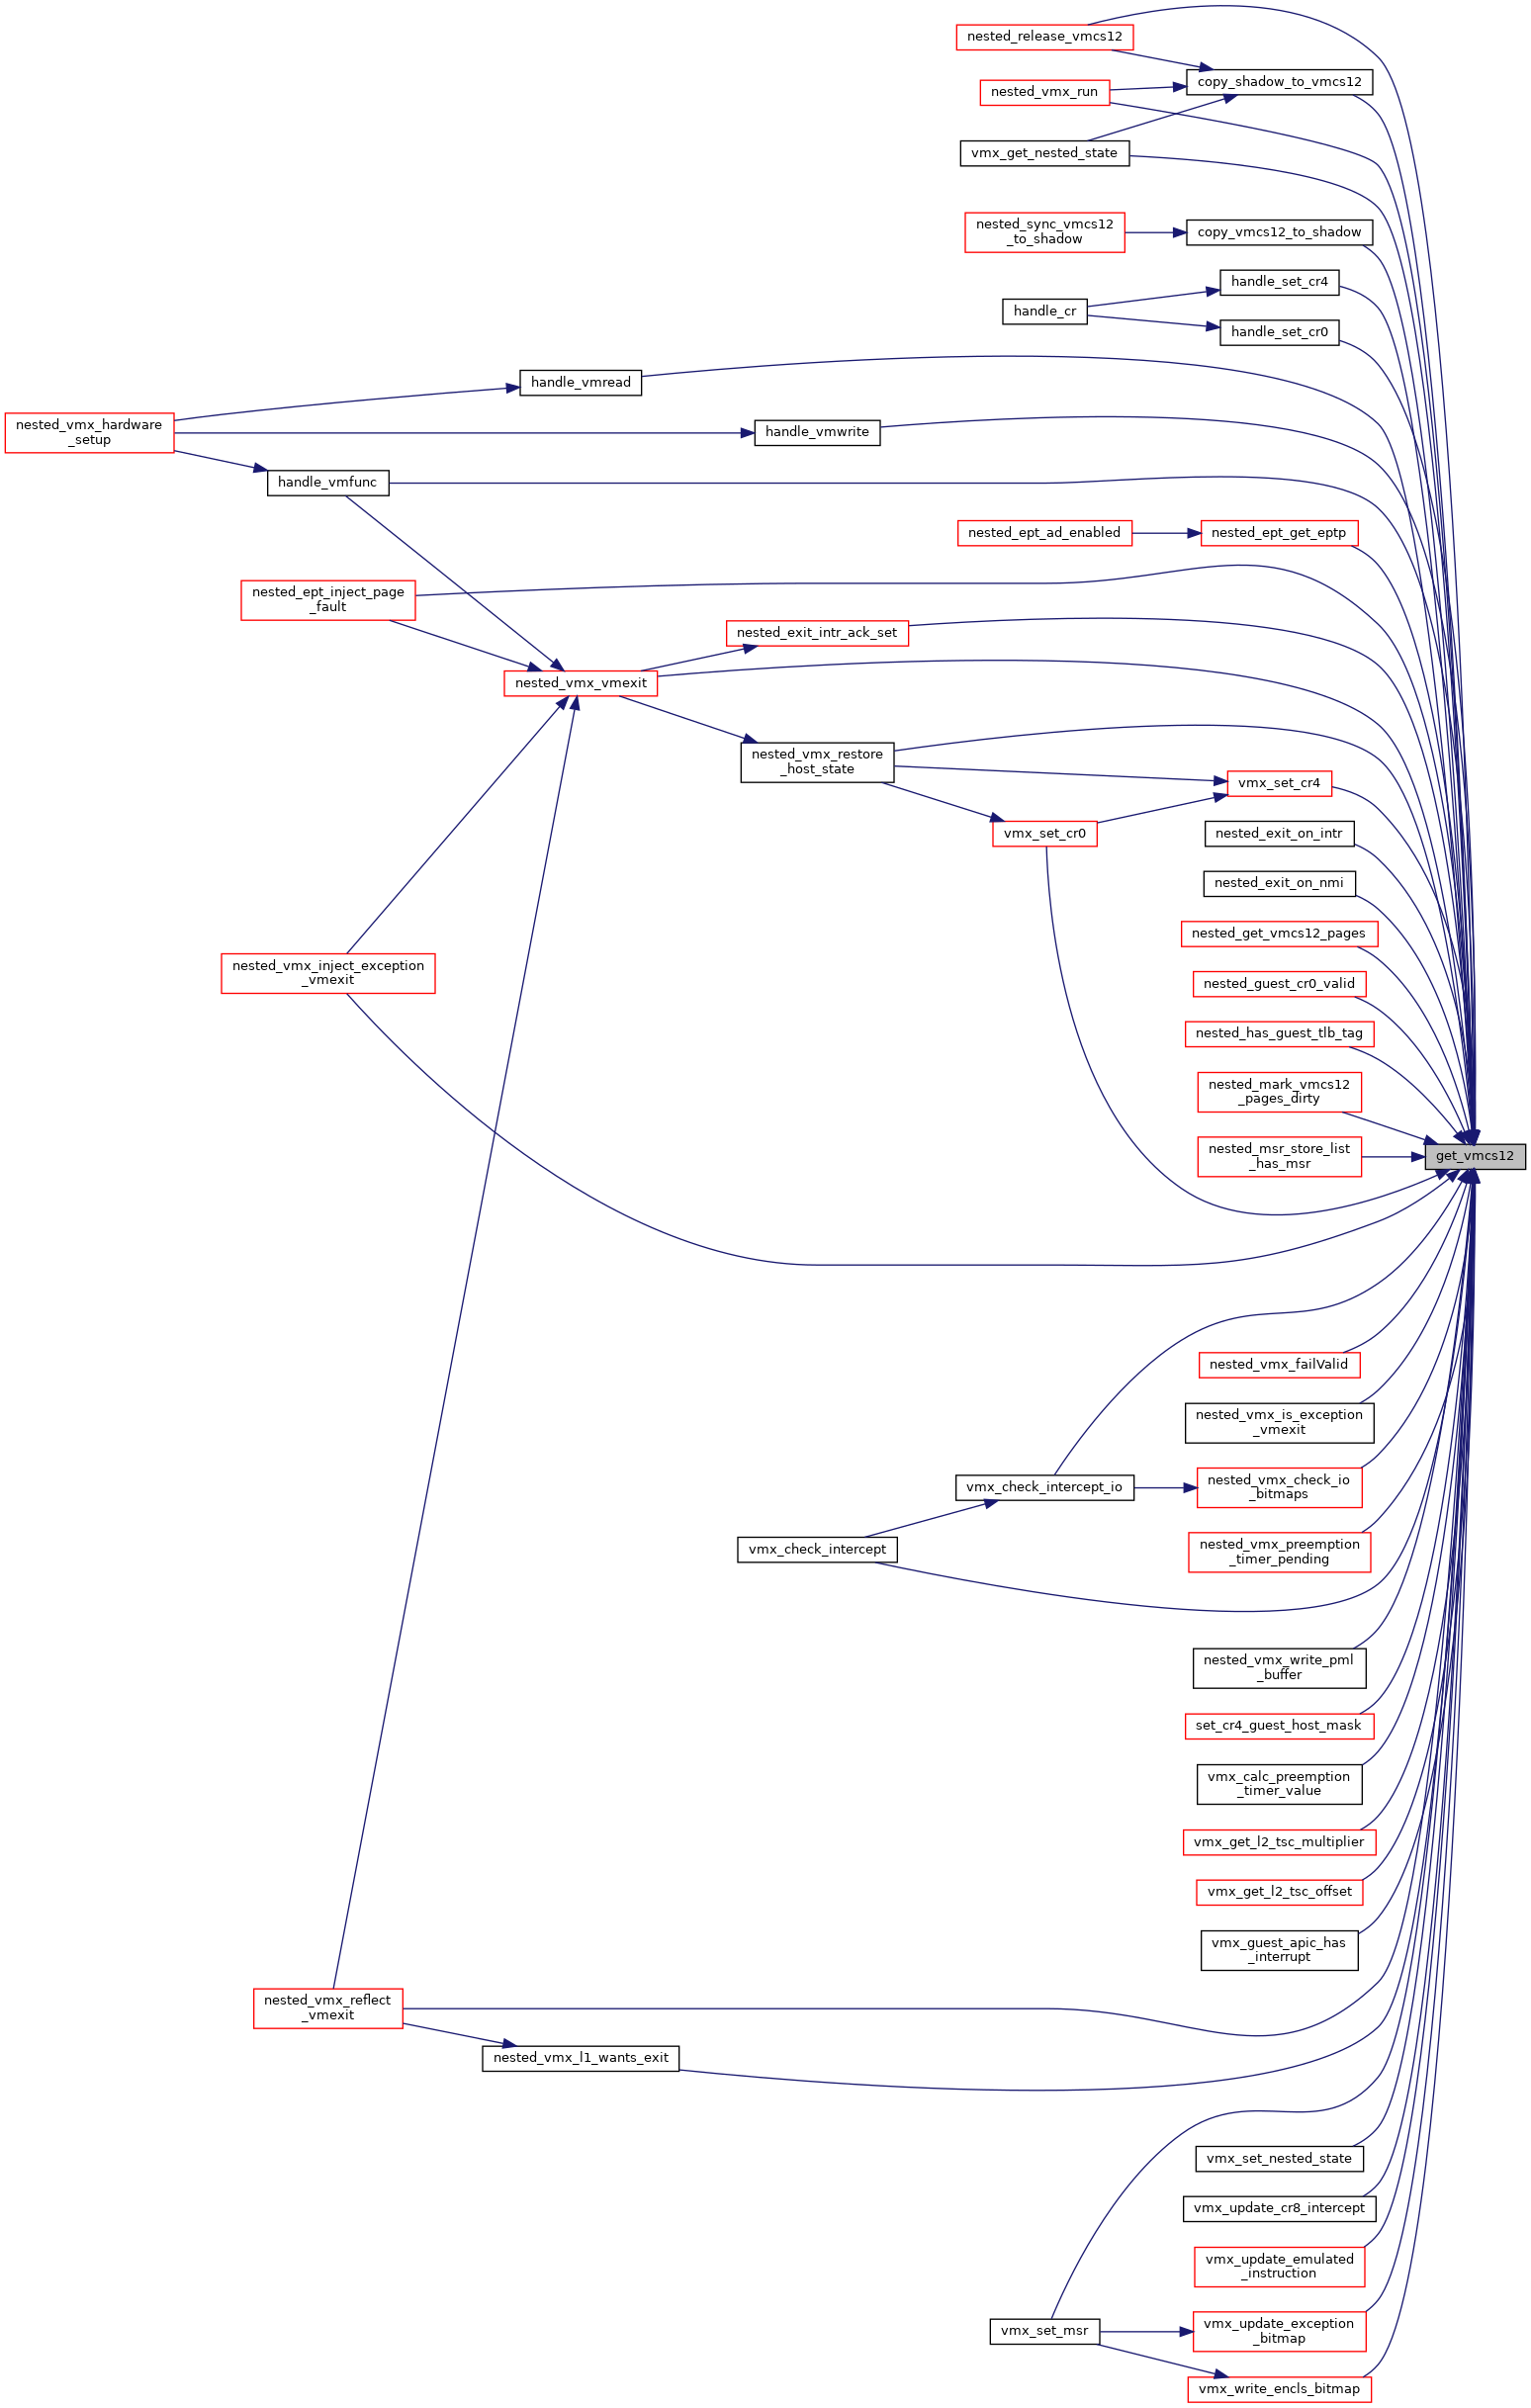 nested_release_vmcs12
copy_shadow_to_vmcs12
nested_vmx_run
vmx_get_nested_state
nested_sync_vmcs12
_to_shadow
copy_vmcs12_to_shadow
handle_set_cr4
handle_cr
handle_set_cr0
handle_vmread
nested_vmx_hardware
_setup
handle_vmwrite
handle_vmfunc
nested_ept_ad_enabled
nested_ept_get_eptp
nested_ept_inject_page
_fault
nested_exit_intr_ack_set
nested_vmx_vmexit
nested_vmx_restore
_host_state
vmx_set_cr4
vmx_set_cr0
nested_exit_on_intr
nested_exit_on_nmi
nested_get_vmcs12_pages
nested_vmx_inject_exception
_vmexit
nested_guest_cr0_valid
nested_has_guest_tlb_tag
nested_mark_vmcs12
_pages_dirty
nested_msr_store_list
_has_msr
get_vmcs12
nested_vmx_failValid
nested_vmx_is_exception
_vmexit
vmx_check_intercept_io
nested_vmx_check_io
_bitmaps
vmx_check_intercept
nested_vmx_preemption
_timer_pending
nested_vmx_write_pml
_buffer
set_cr4_guest_host_mask
vmx_calc_preemption
_timer_value
vmx_get_l2_tsc_multiplier
vmx_get_l2_tsc_offset
vmx_guest_apic_has
_interrupt
nested_vmx_reflect
_vmexit
nested_vmx_l1_wants_exit
vmx_set_nested_state
vmx_update_cr8_intercept
vmx_update_emulated
_instruction
vmx_set_msr
vmx_update_exception
_bitmap
vmx_write_encls_bitmap